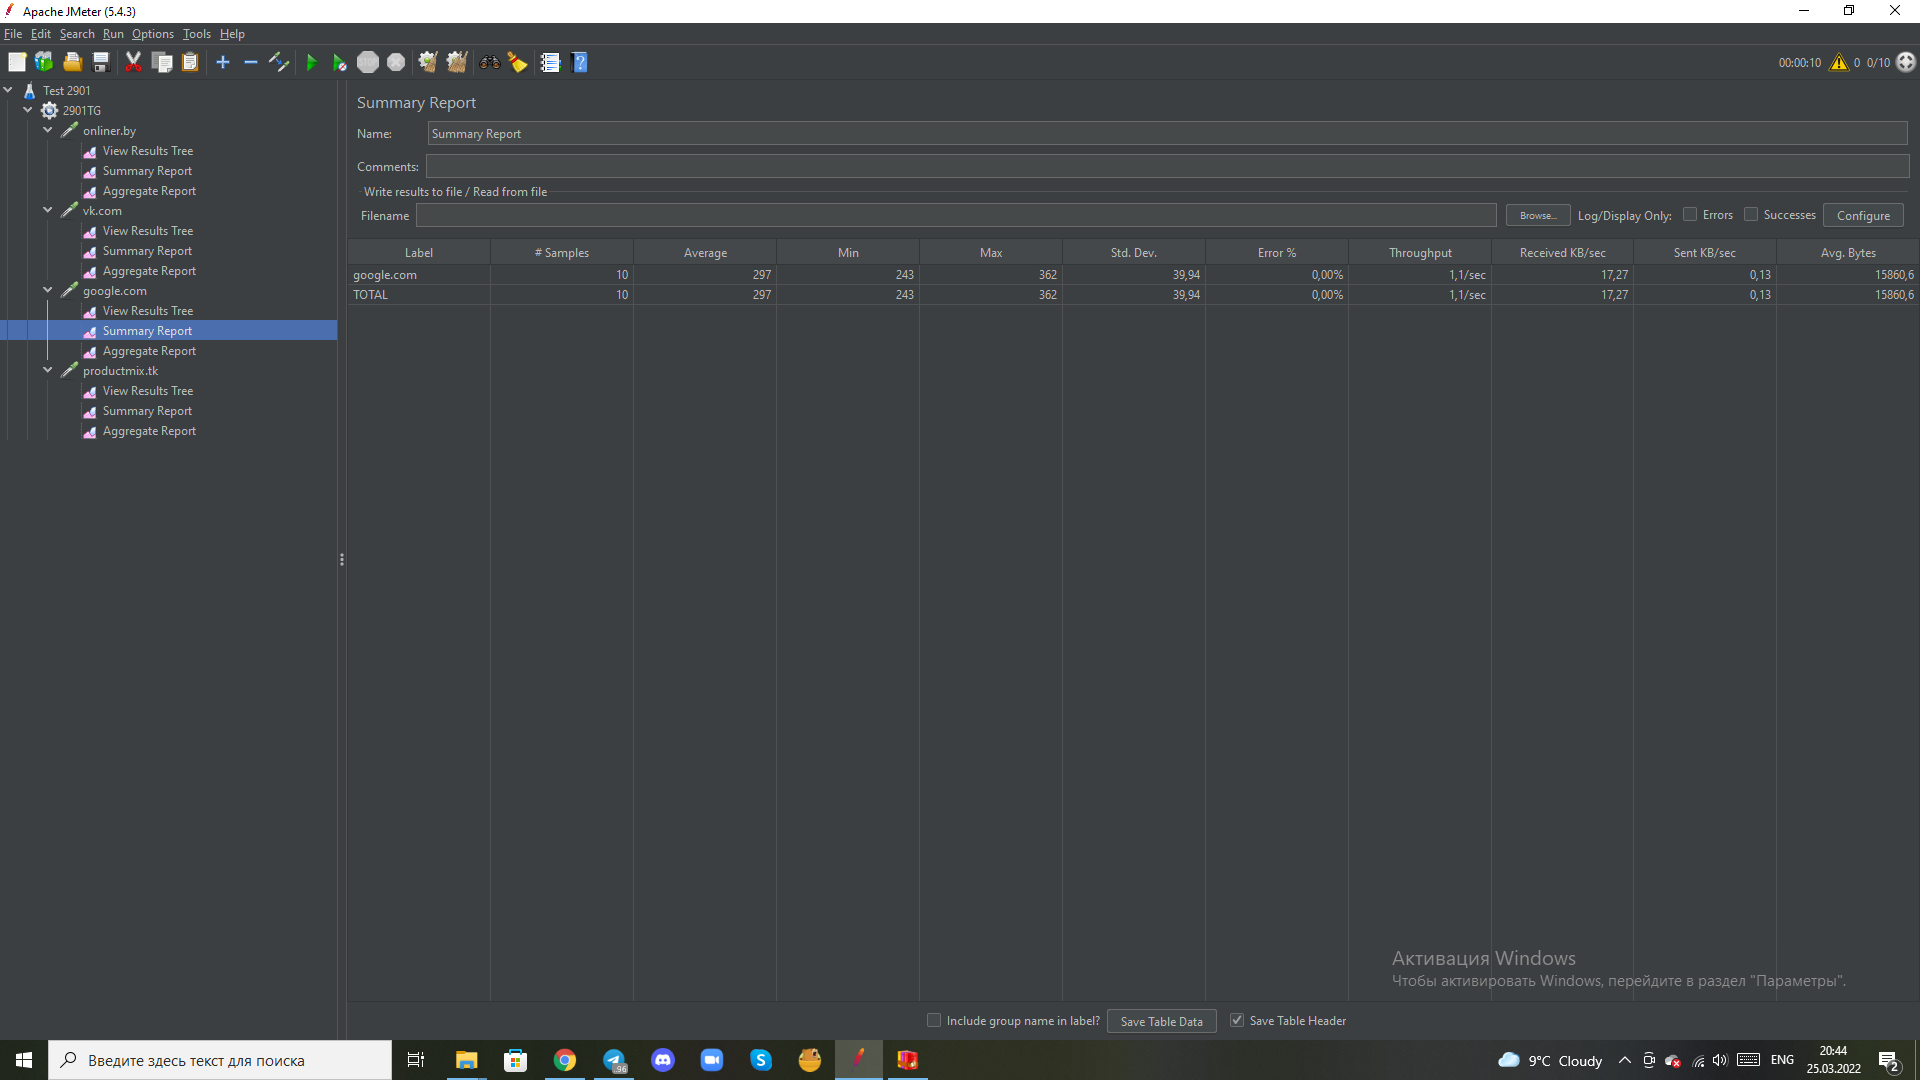 Apache JMeter (5.4.3)
File Edit Search Run Options Tools Help
00:00:10 0 0/10
Test 2901
2901TG
onliner.by
View Results Tree
Summary Report
Aggregate Report
vk.com
View Results Tree
Summary Report
Aggregate Report
google.com
View Results Tree
Summary Report
Aggregate Report
productmix.tk
View Results Tree
Summary Report
Aggregate Report
Summary Report
Name: Summary Report
Comments:
Write results to file / Read from file
Filename Browse... Log/Display Only: Errors Successes Configure
Label # Samples Average Min Max Std. Dev. Error % Throughput Received KB/sec Sent KB/sec Avg. Bytes
google.com 10 297 243 362 39,94 0,00% 1,1/sec 17,27 0,13 15860,6
TOTAL 10 297 243 362 39,94 0,00% 1,1/sec 17,27 0,13 15860,6
Активация Windows
Чтобы активировать Windows, перейдите в раздел "Параметры".
Include group name in label? Save Table Data Save Table Header
Введите здесь текст для поиска
96
9°C Cloudy
ENG
20:44
25.03.2022
2